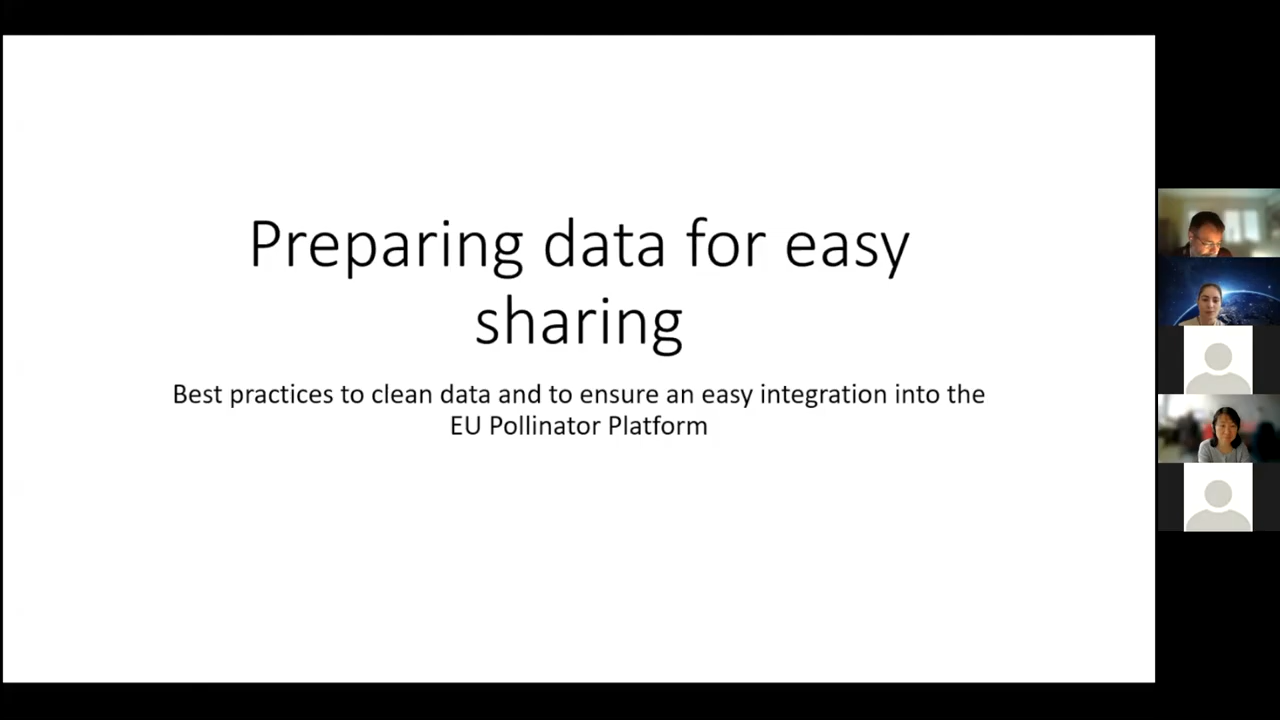 Preparing data for easy
sharing
Best practices to clean data and to ensure an easy integration into the
EU Pollinator Platform